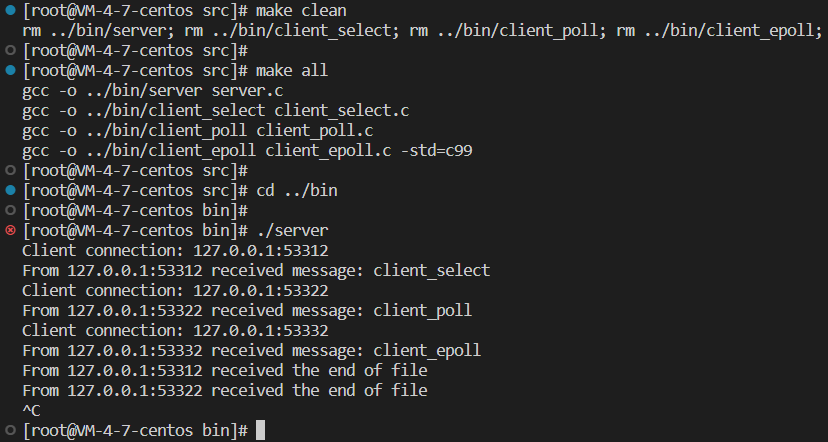 [root@VM-4-7-centos src]# make clean
rm ../bin/server; rm ../bin/client_select; rm ../bin/client_poll; rm ../bin/client_epoll;
[root@VM-4-7-centos src]#
[root@VM-4-7-centos src]# make all
gcc -o ../bin/server server.c
gcc -o ../bin/client_select client_select.c
gcc -o ../bin/client_poll client_poll.c
gcc -o ../bin/client_epoll client_epoll.c -std=c99
[root@VM-4-7-centos src]#
[root@VM-4-7-centos src]# cd ../bin
[root@VM-4-7-centos bin]#
[root@VM-4-7-centos bin]# ./server
Client connection: 127.0.0.1:53312
From 127.0.0.1:53312 received message: client_select
Client connection: 127.0.0.1:53322
From 127.0.0.1:53322 received message: client_poll
Client connection: 127.0.0.1:53332
From 127.0.0.1:53332 received message: client_epoll
From 127.0.0.1:53312 received the end of file
From 127.0.0.1:53322 received the end of file
^C
[root@VM-4-7-centos bin]#